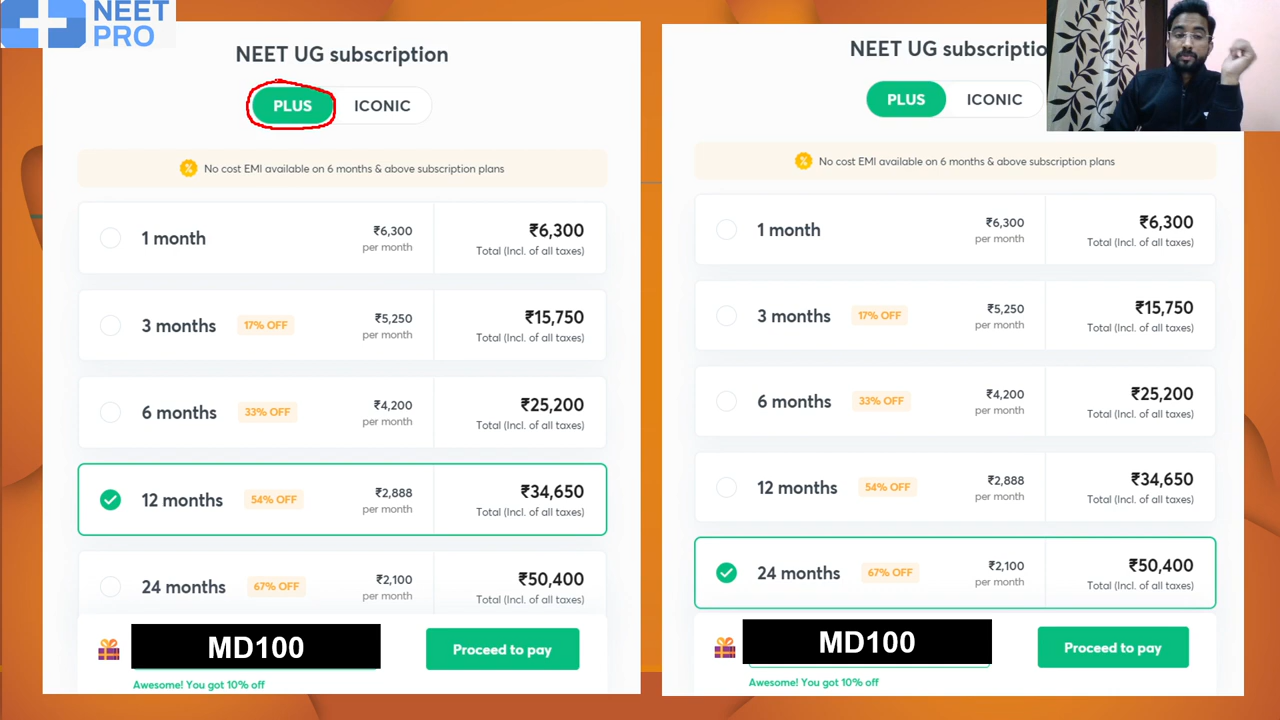 NEET
PRO
NEET UG subscription
PLUS
ICONIC
No cost EMI available on 6 months & above subscription plans
1 month
₹6,300
per month
₹6,300
Total (Incl. of all taxes)
3 months
17% OFF
₹5,250
per month
₹15,750
Total (Incl. of all taxes)
6 months
33% OFF
₹4,200
per month
₹25,200
Total (Incl. of all taxes)
12 months
54% OFF
₹2,888
per month
₹34,650
Total (Incl. of all taxes)
24 months
67% OFF
₹2,100
per month
₹50,400
Total (Incl. of all taxes)
MD100
Proceed to pay
Awesome! You got 10% off
NEET UG subscriptio
PLUS
ICONIC
No cost EMI available on 6 months & above subscription plans
1 month
₹6,300
per month
₹6,300
Total (Incl. of all taxes)
3 months
17% OFF
₹5,250
per month
₹15,750
Total (Incl. of all taxes)
6 months
33% OFF
₹4,200
per month
₹25,200
Total (Incl. of all taxes)
12 months
54% OFF
₹2,888
per month
₹34,650
Total (Incl. of all taxes)
24 months
67% OFF
₹2,100
per month
₹50,400
Total (Incl. of all taxes)
MD100
Proceed to pay
Awesome! You got 10% off